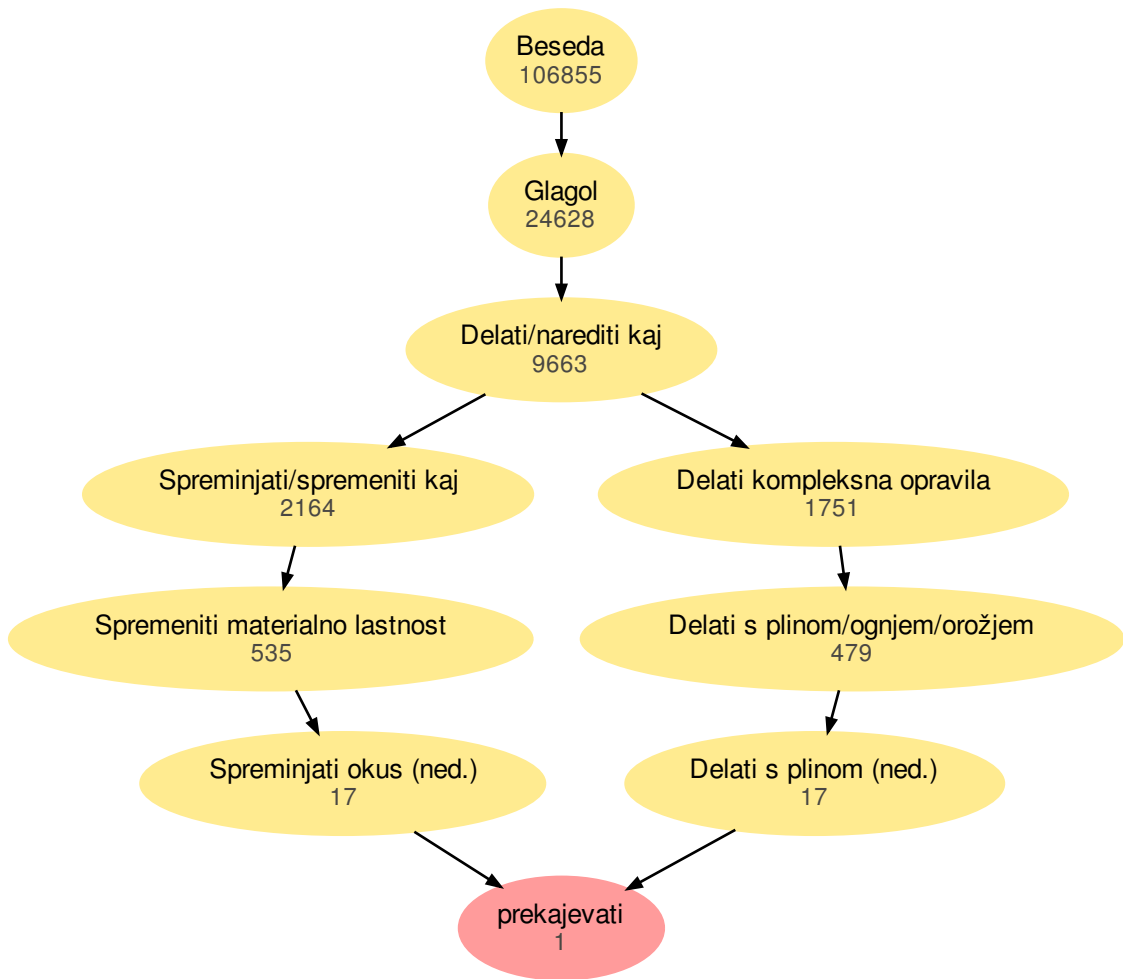 Beseda
106855
Glagol
24628
Delati/narediti kaj
9663
Spreminjati/spremeniti kaj
2164
Delati kompleksna opravila
1751
Spremeniti materialno lastnost
535
Delati s plinom/ognjem/orožjem
479
Spreminjati okus (ned.)
17
Delati s plinom (ned.)
17
prekajevati
1